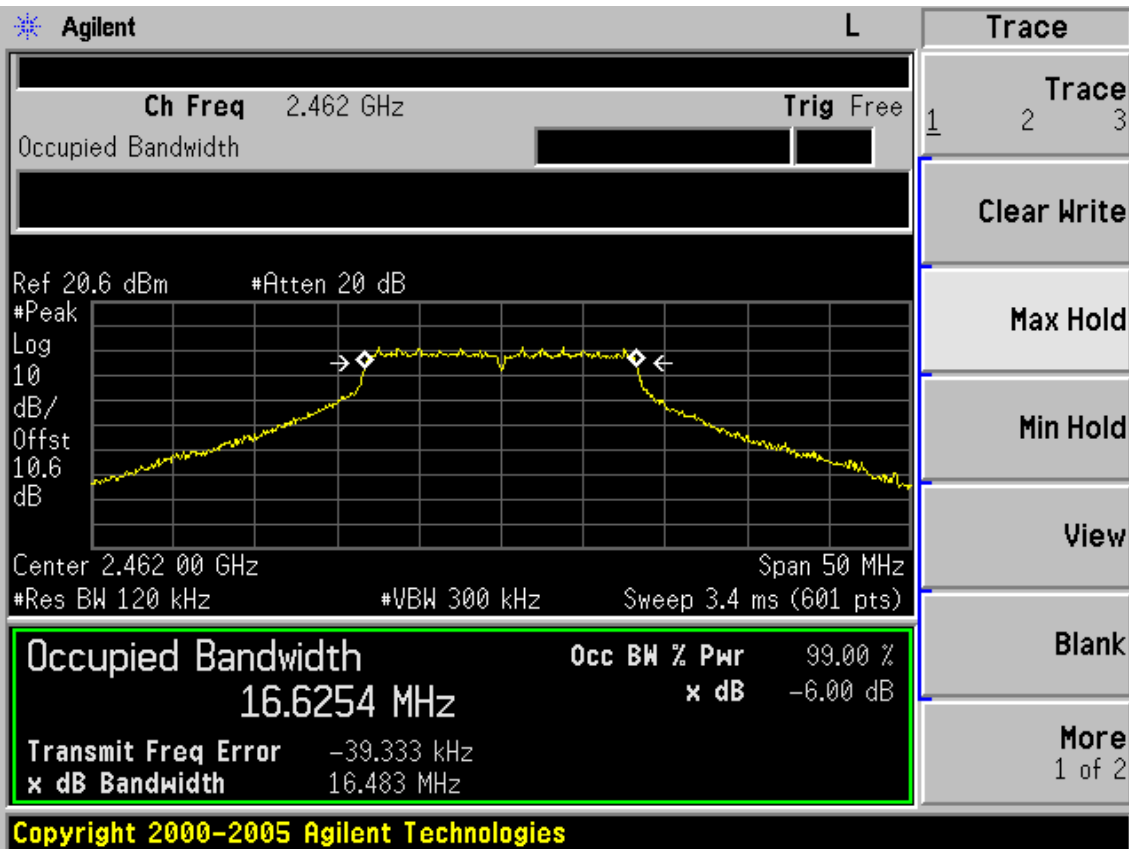 Agilent L Trace
Ch Freq 2.462 GHz Trig Free
Occupied Bandwidth
Trace
1 2 3
Clear Write
Max Hold
Min Hold
View
Blank
More
1 of 2
Ref 20.6 dBm #Atten 20 dB
#Peak
Log
10
dB/
Offst
10.6
dB
Center 2.462 00 GHz Span 50 MHz
#Res BW 120 kHz #VBW 300 kHz Sweep 3.4 ms (601 pts)
Occupied Bandwidth Occ BW % Pwr 99.00 %
16.6254 MHz x dB -6.00 dB
Transmit Freq Error -39.333 kHz
x dB Bandwidth 16.483 MHz
Copyright 2000-2005 Agilent Technologies